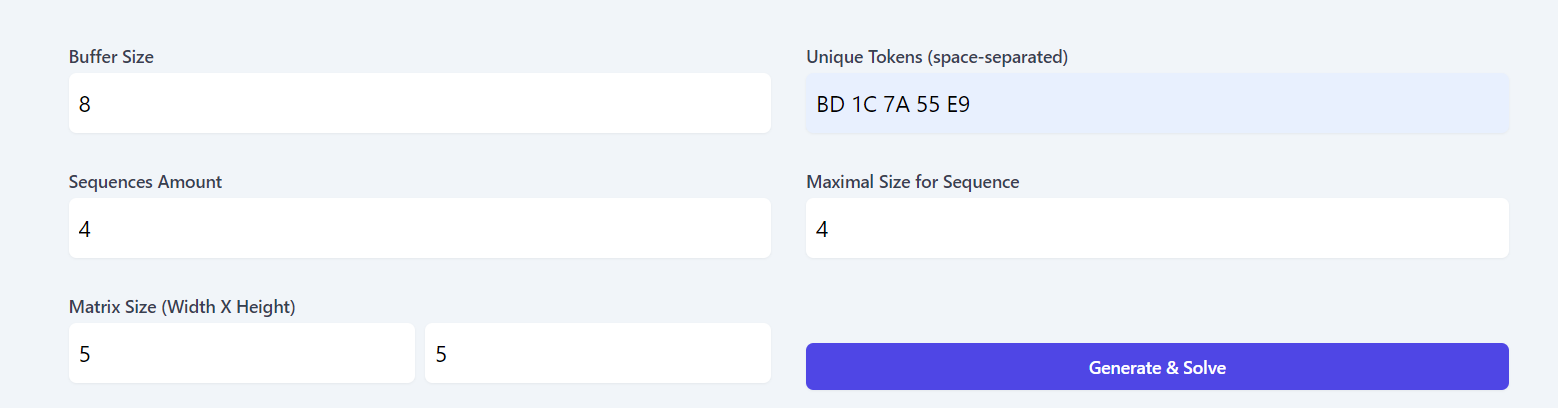 Buffer Size
8
Unique Tokens (space-separated)
BD 1C 7A 55 E9
Sequences Amount
4
Maximal Size for Sequence
4
Matrix Size (Width X Height)
5
5
Generate & Solve